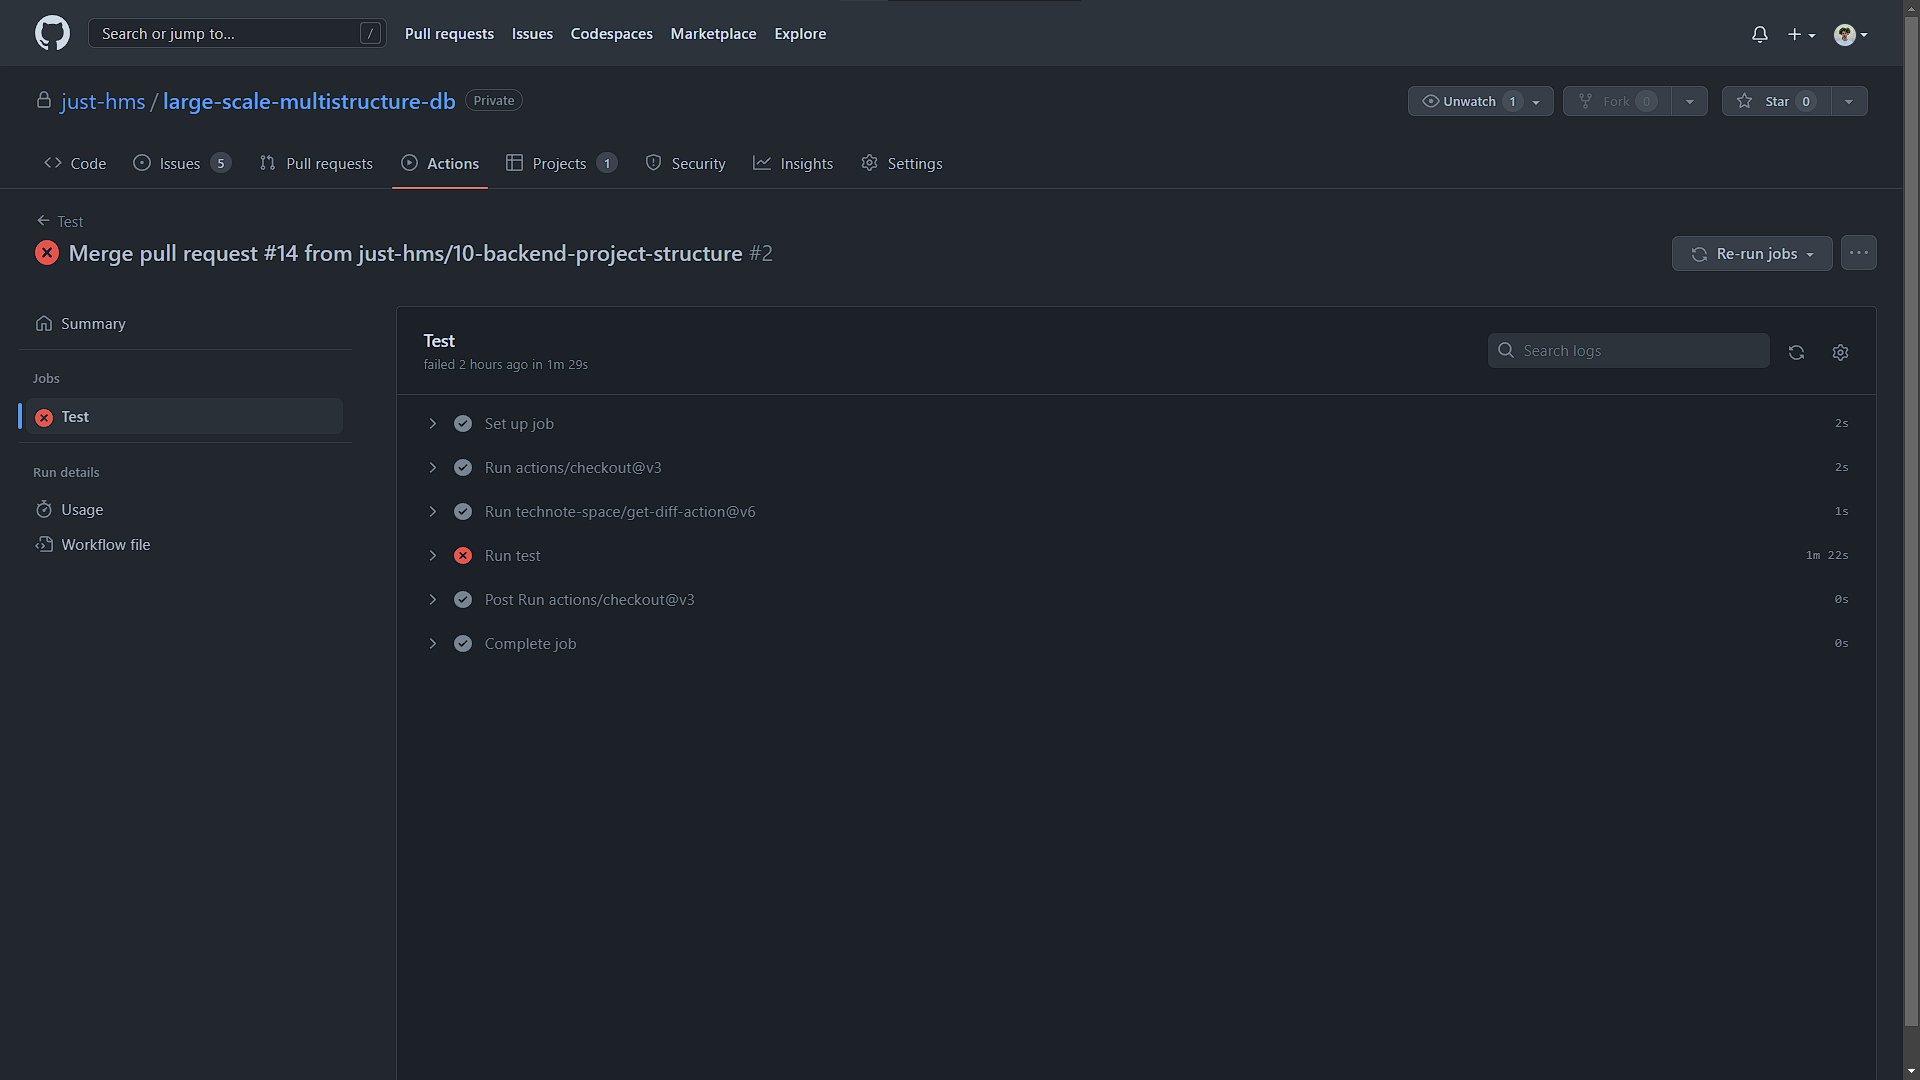 Search or jump to... /
Pull requests Issues Codespaces Marketplace Explore
just-hms / large-scale-multistructure-db Private
Unwatch 1 Fork 0 Star 0
Code Issues 5 Pull requests Actions Projects 1 Security Insights Settings
Test
Merge pull request #14 from just-hms/10-backend-project-structure #2
Re-run jobs
Summary
Jobs
Test
Run details
Usage
Workflow file
Test
failed 2 hours ago in 1m 29s
Search logs
Set up job 2s
Run actions/checkout@v3 2s
Run technote-space/get-diff-action@v6 1s
Run test 1m 22s
Post Run actions/checkout@v3 0s
Complete job 0s